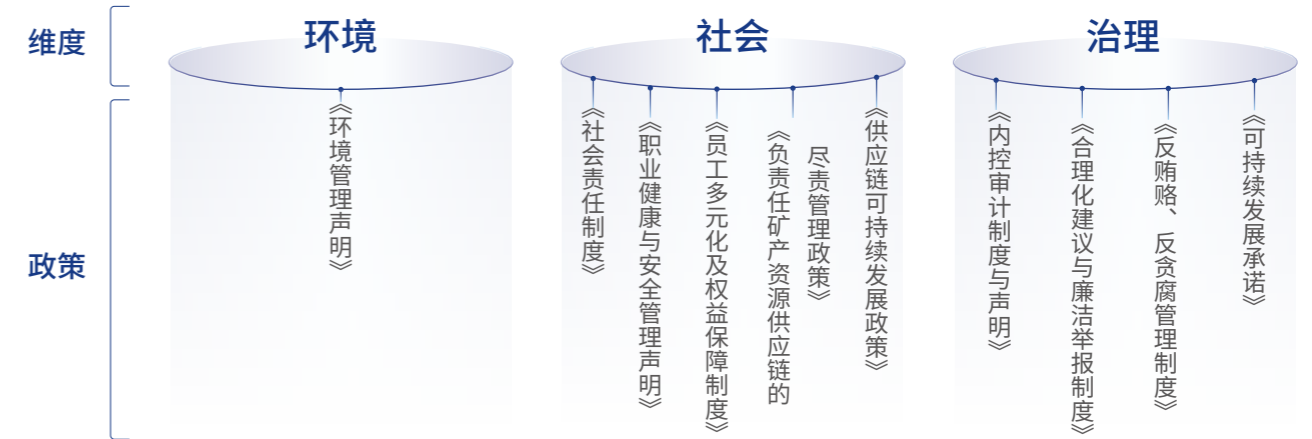 维度
环境
社会
治理
政策
《环境管理声明》
《社会责任制度》
《职业健康与安全管理声明》
《员工多元化及权益保障制度》
《负责任矿产资源供应链的
尽责管理政策》
《供应链可持续发展政策》
《内控审计制度与声明》
《合理化建议与廉洁举报制度》
《反贿赂、反贪腐管理制度》
《可持续发展承诺》